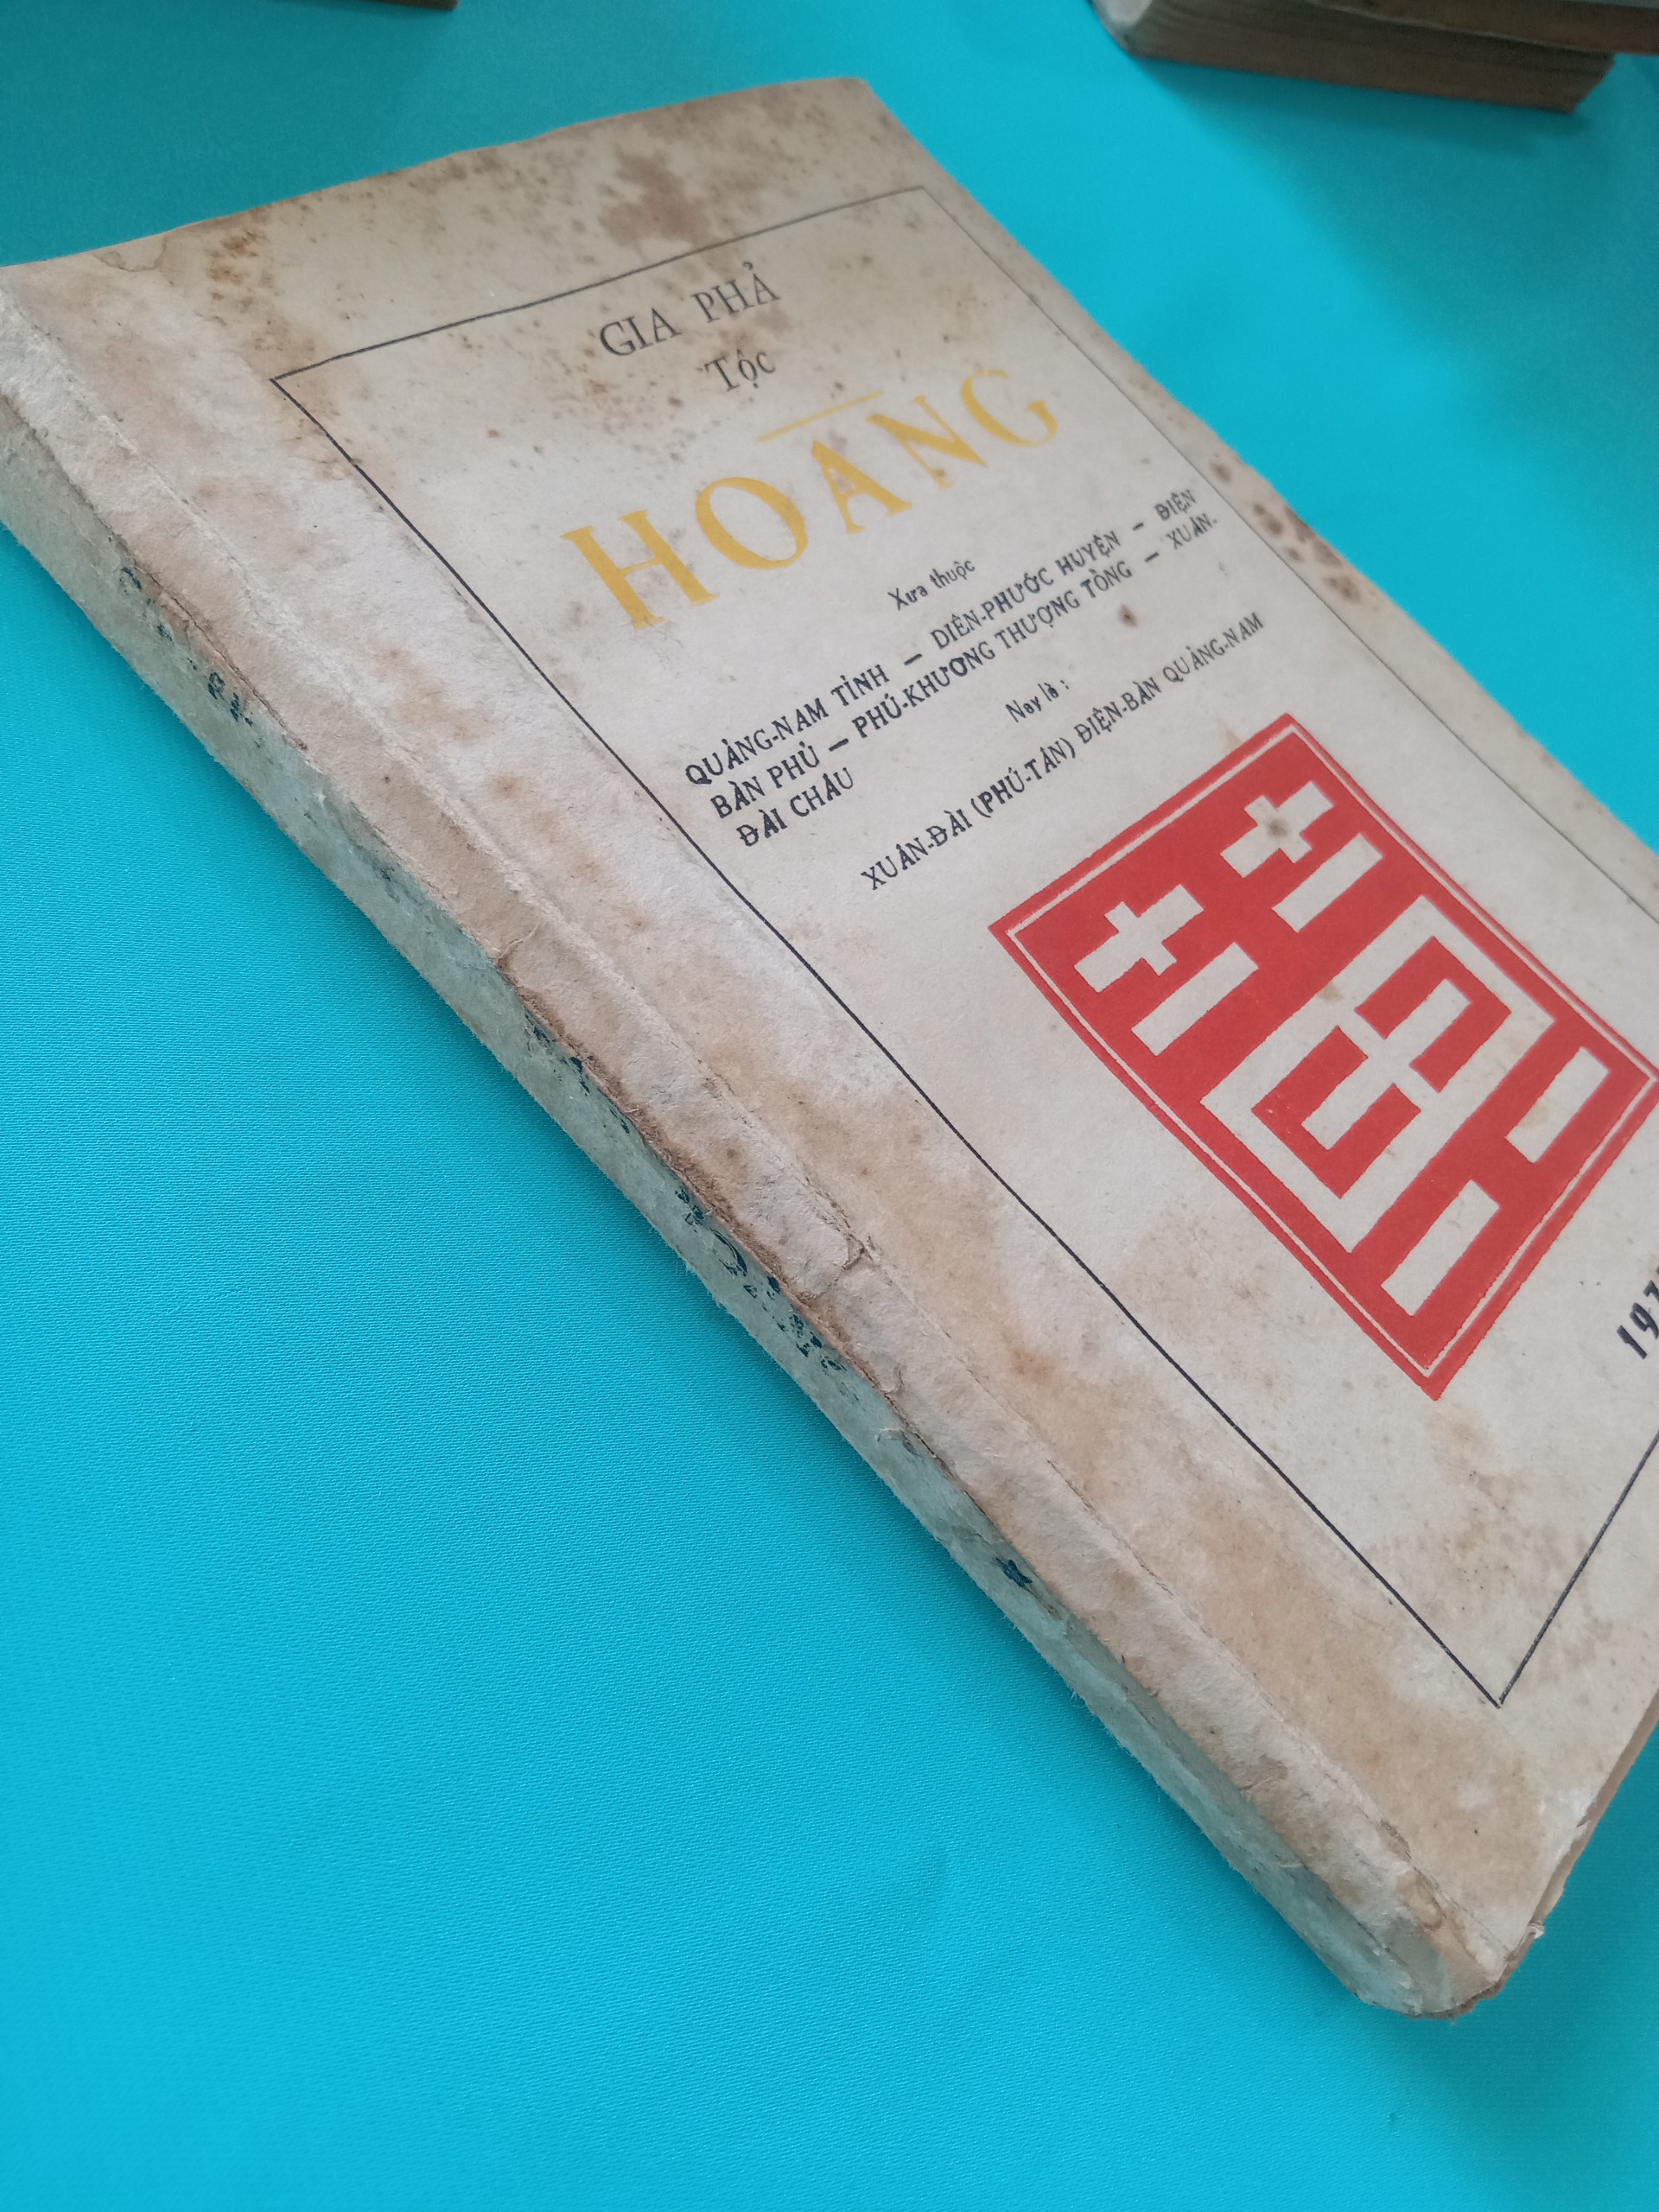 GIA PHẢ
Tộc
HOÀNG
Xưa thuộc
QUẢNG-NAM TỈNH — DIÊN-PHƯỚC HUYỆN — ĐIỆN
BÀN PHỦ — PHÚ-KHƯƠNG THƯỢNG TỔNG — XUÂN-
ĐÀI CHÂU
Nay là :
XUÂN-ĐÀI (PHÚ-TÂN) ĐIỆN-BÀN QUẢNG-NAM